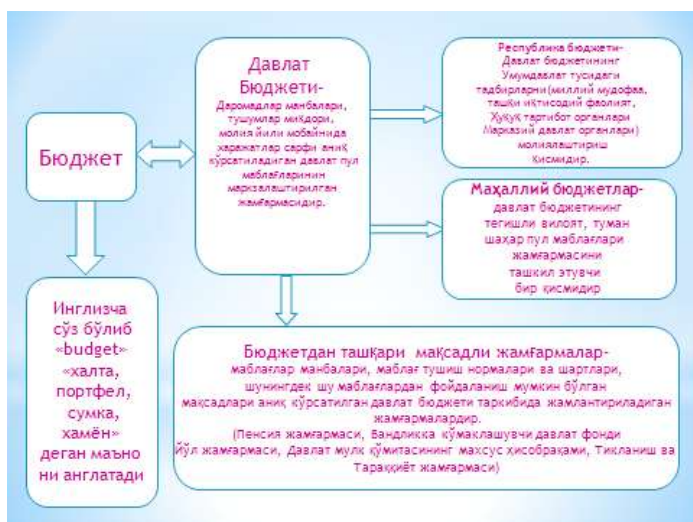 Бюджет
Давлат
Бюджети-
Даромадлар манбалари,
тушумлар миқдори,
молия йили мобайнида
харажатлар сарфи аниқ
кўрсатиладиган давлат пул
маблағларинин
марказлаштирилган
жамғармасидир.
Республика бюджети-
Давлат бюджетининг
Умумдавлат тусидаги
тадбирларни(миллий мудофаа,
ташқи иқтисодий фаолият,
Ҳуқуқ тартибот органлари
Марказий давлат органлари)
молиялаштириш
қисмидир.
Маҳаллий бюджетлар-
давлат бюджетининг
тегишли вилоят, туман
шаҳар пул маблағлари
жамғармасини
ташкил этувчи
бир қисмидир
Инглизча
сўз бўлиб
«budget»
«халта,
портфел,
сумка,
хамён»
деган маъно
ни англатади
Бюджетдан ташқари мақсадли жамғармалар-
маблағлар манбалари, маблағ тушиш нормалари ва шартлари,
шунингдек шу маблағлардан фойдаланиш мумкин бўлган
мақсадлари аниқ кўрсатилган давлат бюджети таркибида жамлантириладиган
жамғармалардир.
(Пенсия жамғармаси, Бандликка кўмаклашувчи давлат фонди
йўл жамғармаси, Давлат мулк қўмитасининг махсус ҳисобрақами, Тикланиш ва
Тараққиёт жамғармаси)